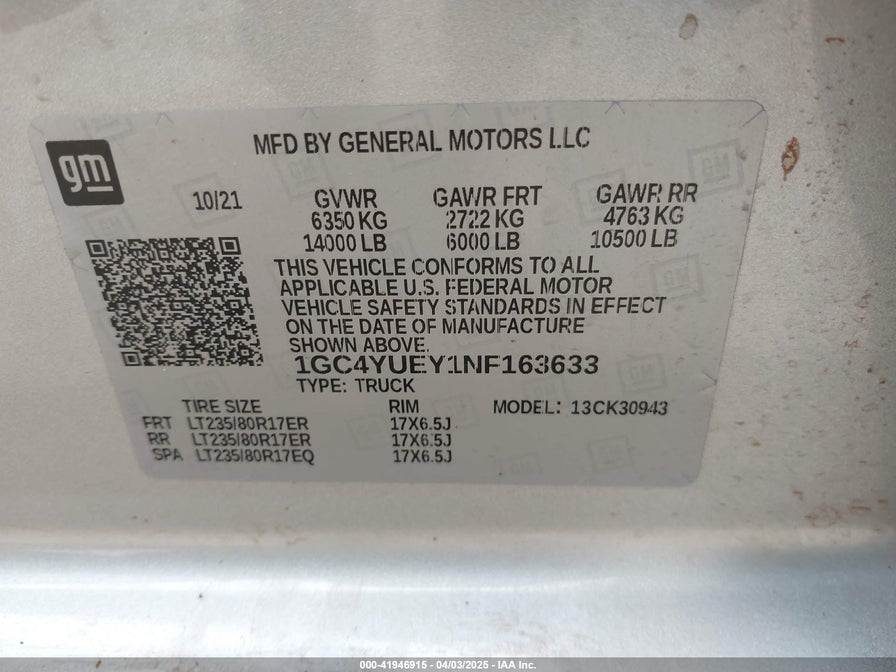 gm
MFD BY GENERAL MOTORS LLC
10/21 GVWR GAWR FRT GAWR RR
6350 KG 2722 KG 4763 KG
14000 LB 6000 LB 10500 LB
THIS VEHICLE CONFORMS TO ALL
APPLICABLE U.S. FEDERAL MOTOR
VEHICLE SAFETY STANDARDS IN EFFECT
ON THE DATE OF MANUFACTURE
SHOWN ABOVE.
1GC4YUEY1NF163633
TYPE: TRUCK
TIRE SIZE RIM MODEL: 13CK30943
FRT LT235/80R17ER 17X6.5J
RR LT235/80R17ER 17X6.5J
SPA LT235/80R17EQ 17X6.5J
000-41946915 - 04/03/2025 - IAA Inc.